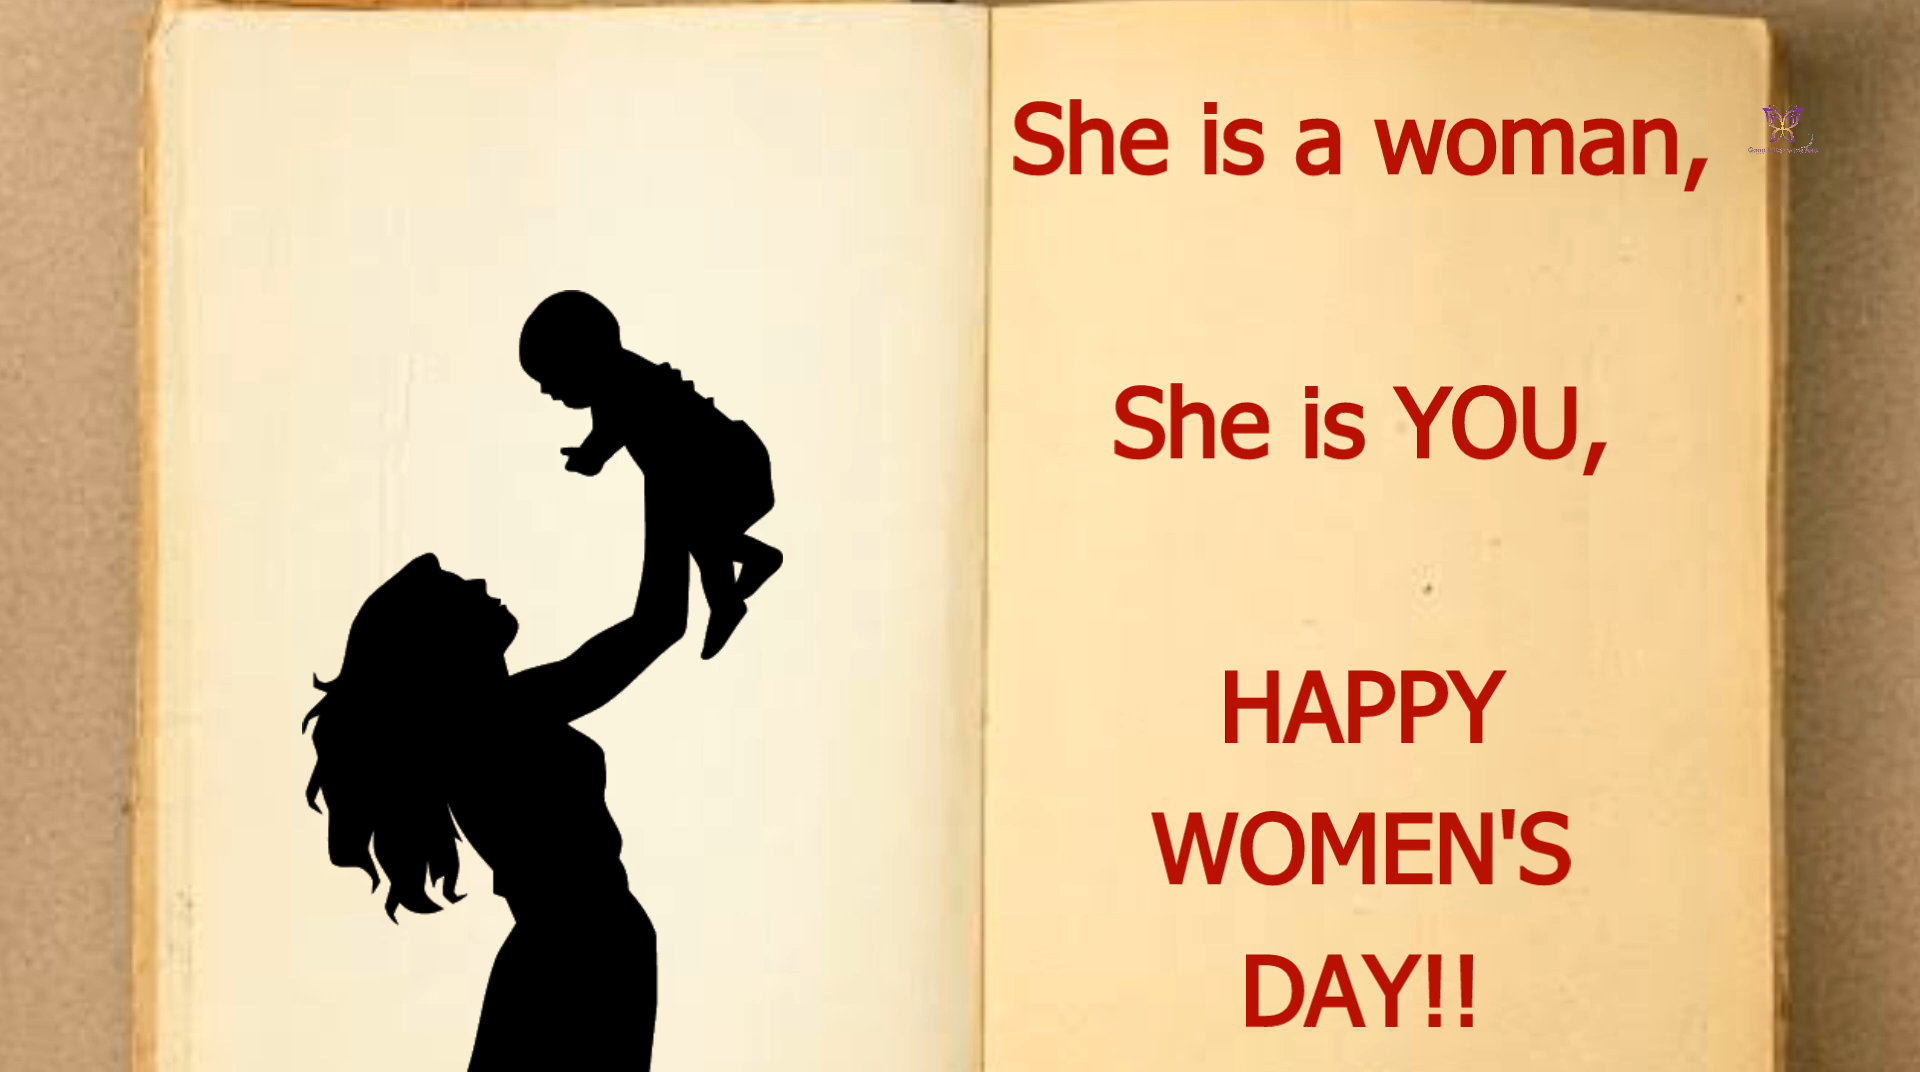 She is a woman,
She is YOU,
HAPPY
WOMEN'S
DAY!!